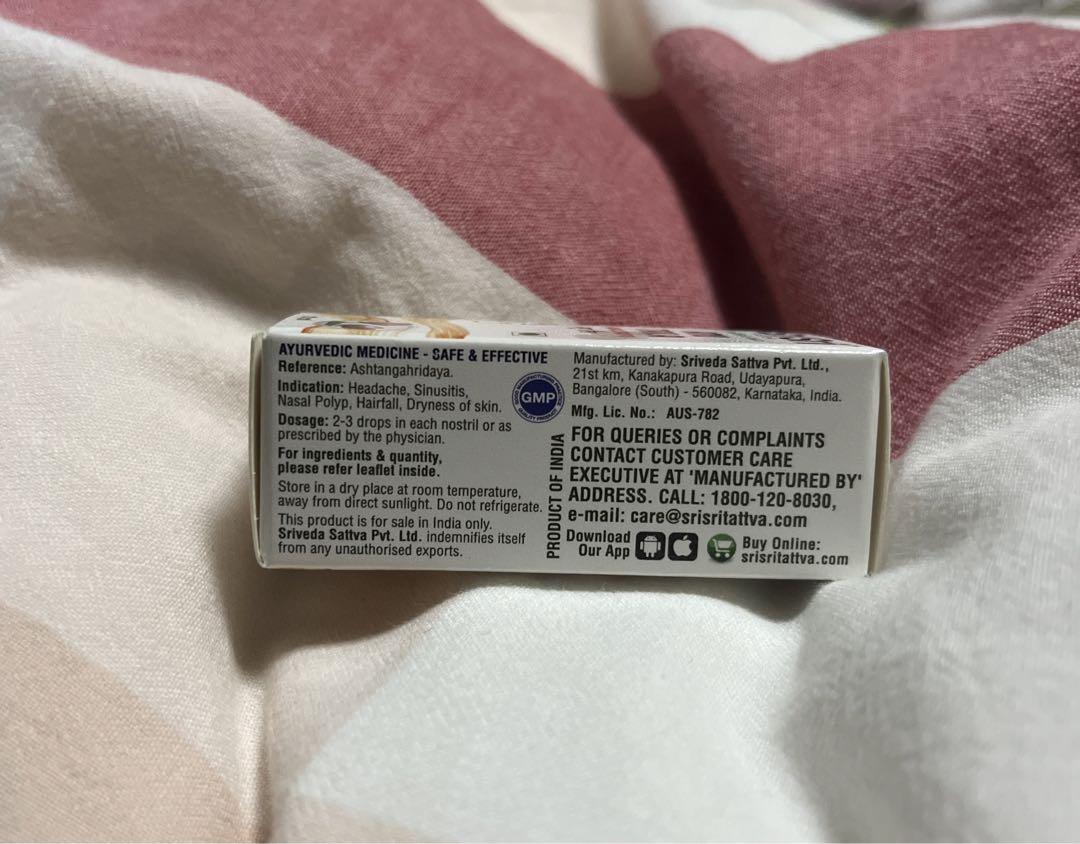 AYURVEDIC MEDICINE - SAFE & EFFECTIVE
Reference: Ashtangahridaya.
Indication: Headache, Sinusitis,
Nasal Polyp, Hairfall, Dryness of skin.
Dosage: 2-3 drops in each nostril or as
prescribed by the physician.
For ingredients & quantity,
please refer leaflet inside.
Store in a dry place at room temperature,
away from direct sunlight. Do not refrigerate.
This product is for sale in India only.
Sriveda Sattva Pvt. Ltd. indemnifies itself
from any unauthorised exports.
GMP
PRODUCT OF INDIA
Manufactured by: Sriveda Sattva Pvt. Ltd.,
21st km, Kanakapura Road, Udayapura,
Bangalore (South) - 560082, Karnataka, India.
Mfg. Lic. No.: AUS-782
FOR QUERIES OR COMPLAINTS
CONTACT CUSTOMER CARE
EXECUTIVE AT 'MANUFACTURED BY'
ADDRESS. CALL: 1800-120-8030,
e-mail: care@srisritattva.com
Download
Our App
Buy Online:
srisritattva.com